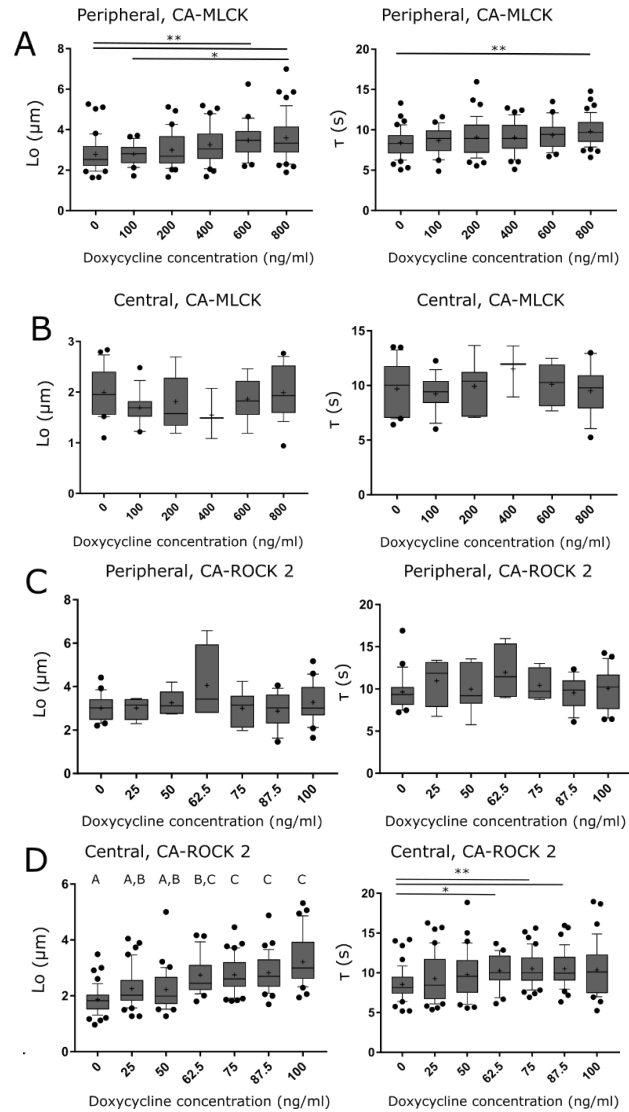 Peripheral, CA-MLCK
Peripheral, CA-MLCK
A
**
*
Lo (µm)
8
6
4
2
0
0 100 200 400 600 800
Doxycycline concentration (ng/ml)
**
τ (s)
20
15
10
5
0
0 100 200 400 600 800
Doxycycline concentration (ng/ml)
B
Central, CA-MLCK
Central, CA-MLCK
Lo (µm)
3
2
1
0
0 100 200 400 600 800
Doxycycline concentration (ng/ml)
τ (s)
15
10
5
0
0 100 200 400 600 800
Doxycycline concentration (ng/ml)
C
Peripheral, CA-ROCK 2
Peripheral, CA-ROCK 2
Lo (µm)
8
6
4
2
0
0 25 50 62.5 75 87.5 100
Doxycycline concentration (ng/ml)
τ (s)
20
15
10
5
0
0 25 50 62.5 75 87.5 100
Doxycycline concentration (ng/ml)
D
Central, CA-ROCK 2
Central, CA-ROCK 2
A A,B A,B B,C C C C
Lo (µm)
6
4
2
0
0 25 50 62.5 75 87.5 100
Doxycycline concentration (ng/ml)
**
*
τ (s)
25
20
15
10
5
0
0 25 50 62.5 75 87.5 100
Doxycycline concentration (ng/ml)